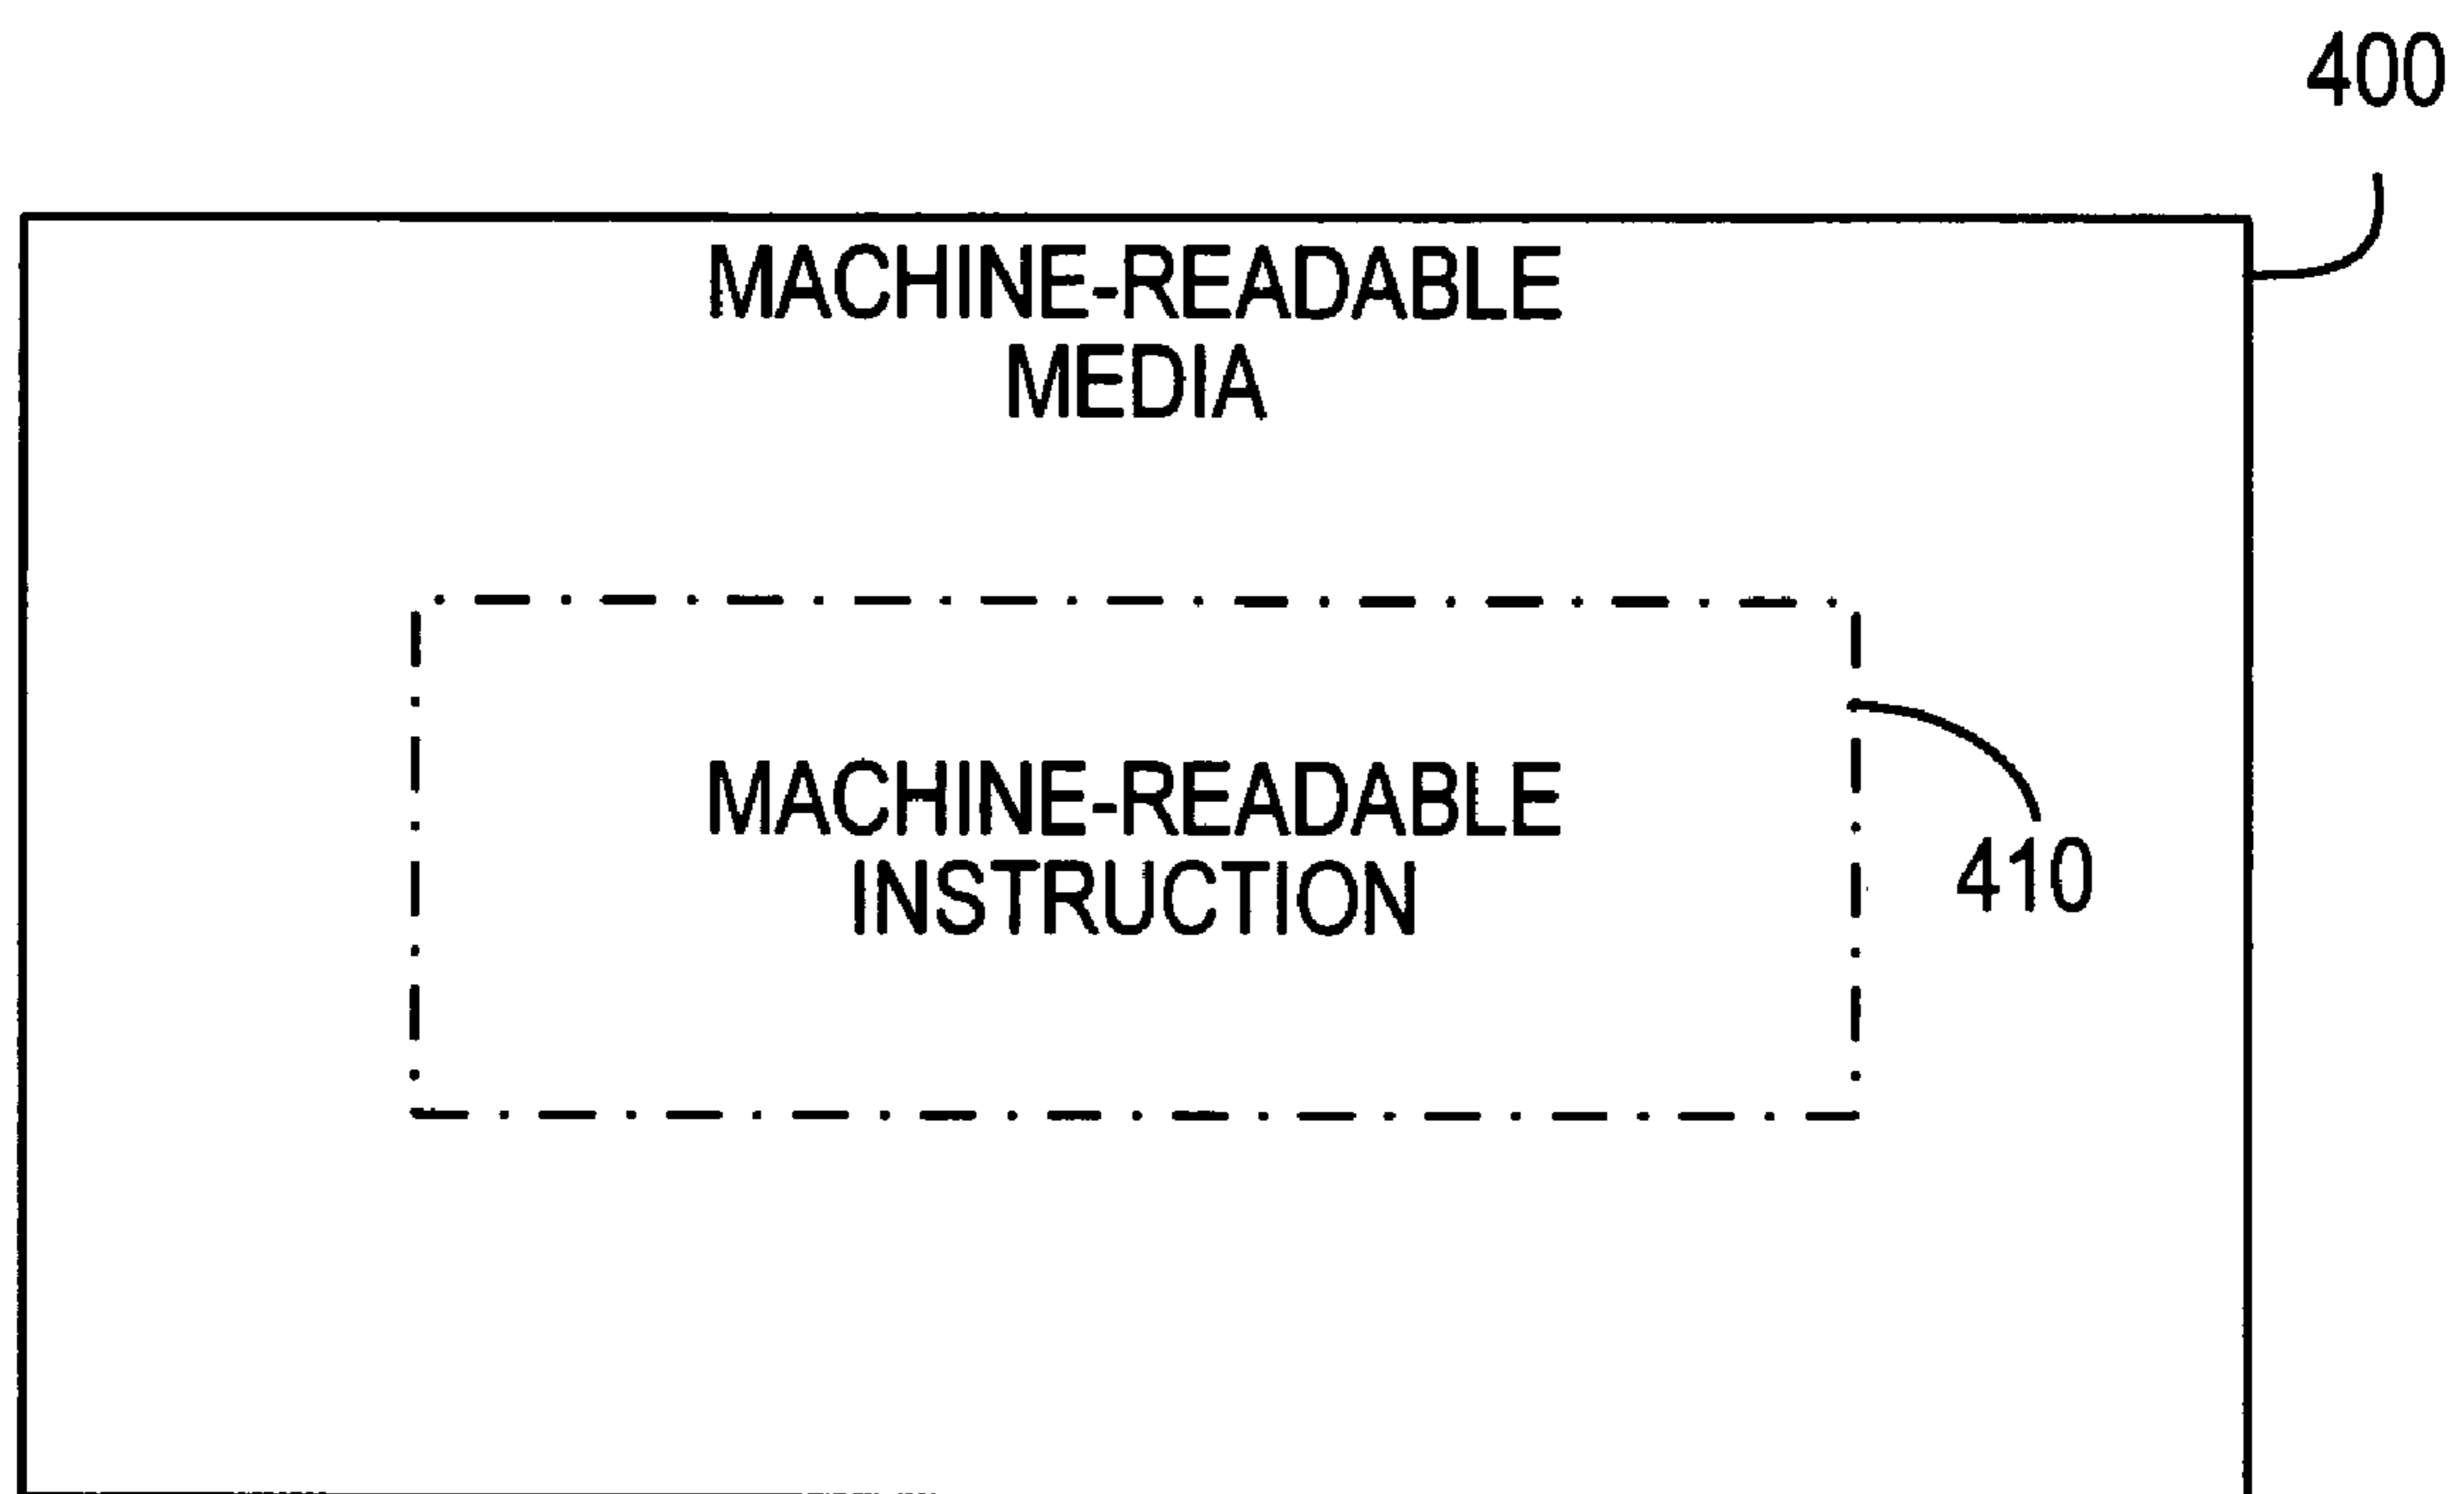 400
MACHINE-READABLE
MEDIA
MACHINE-READABLE
INSTRUCTION
410